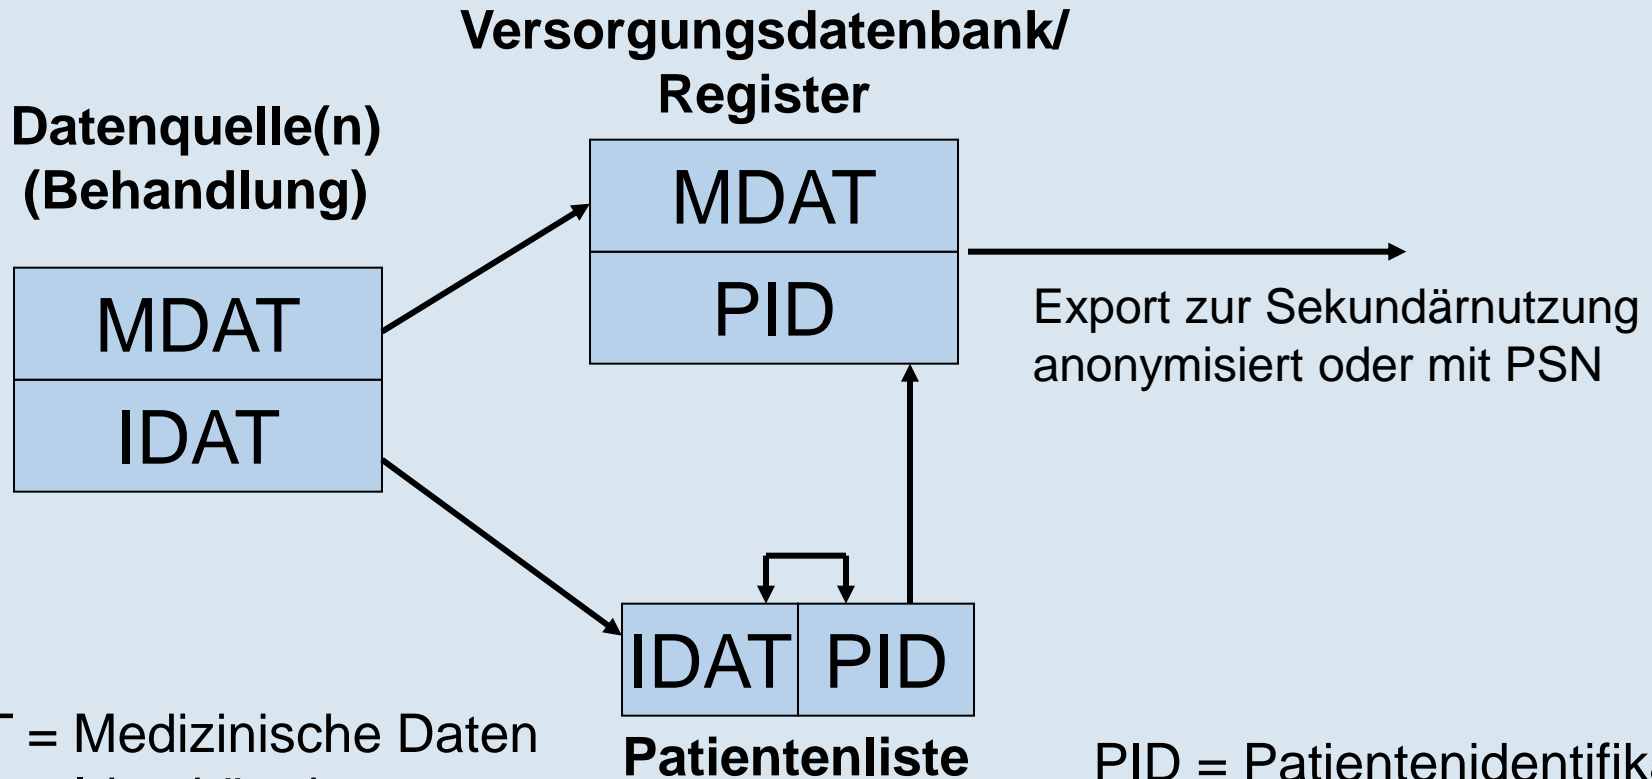 Versorgungsdatenbank/
Register
Datenquelle(n)
(Behandlung)
MDAT
PID
MDAT
IDAT
Export zur Sekundärnutzung
anonymisiert oder mit PSN
IDAT PID
Patientenliste
T = Medizinische Daten
PID = Patientenidentifik